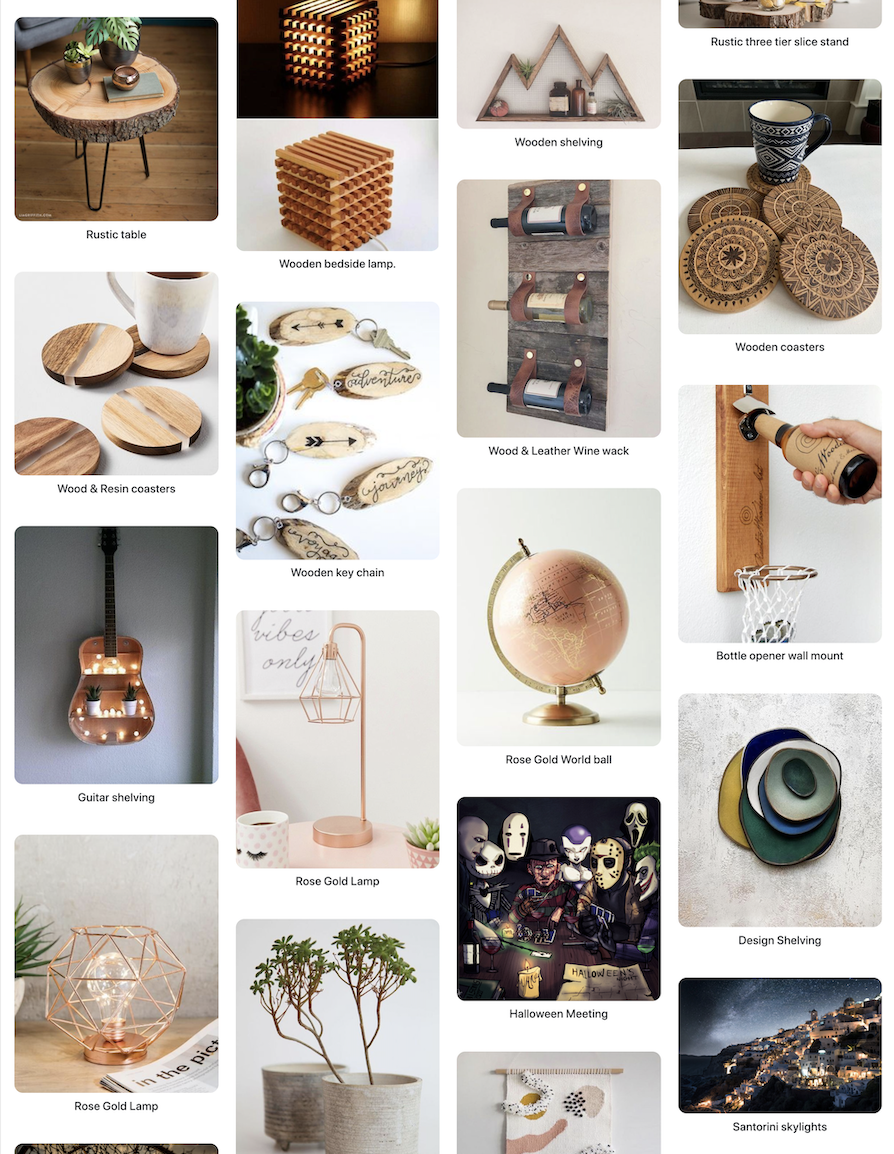 Rustic table
Wood & Resin coasters
Guitar shelving
in the pict
Rose Gold Lamp
Wooden bedside lamp.
adventure
journey
Wooden key chain
vibes
only
Rose Gold Lamp
Wooden shelving
Wood & Leather Wine wack
Rose Gold World ball
HALLOWEEN'S
Halloween Meeting
Rustic three tier slice stand
Wooden coasters
Bottle opener wall mount
Design Shelving
Santorini skylights